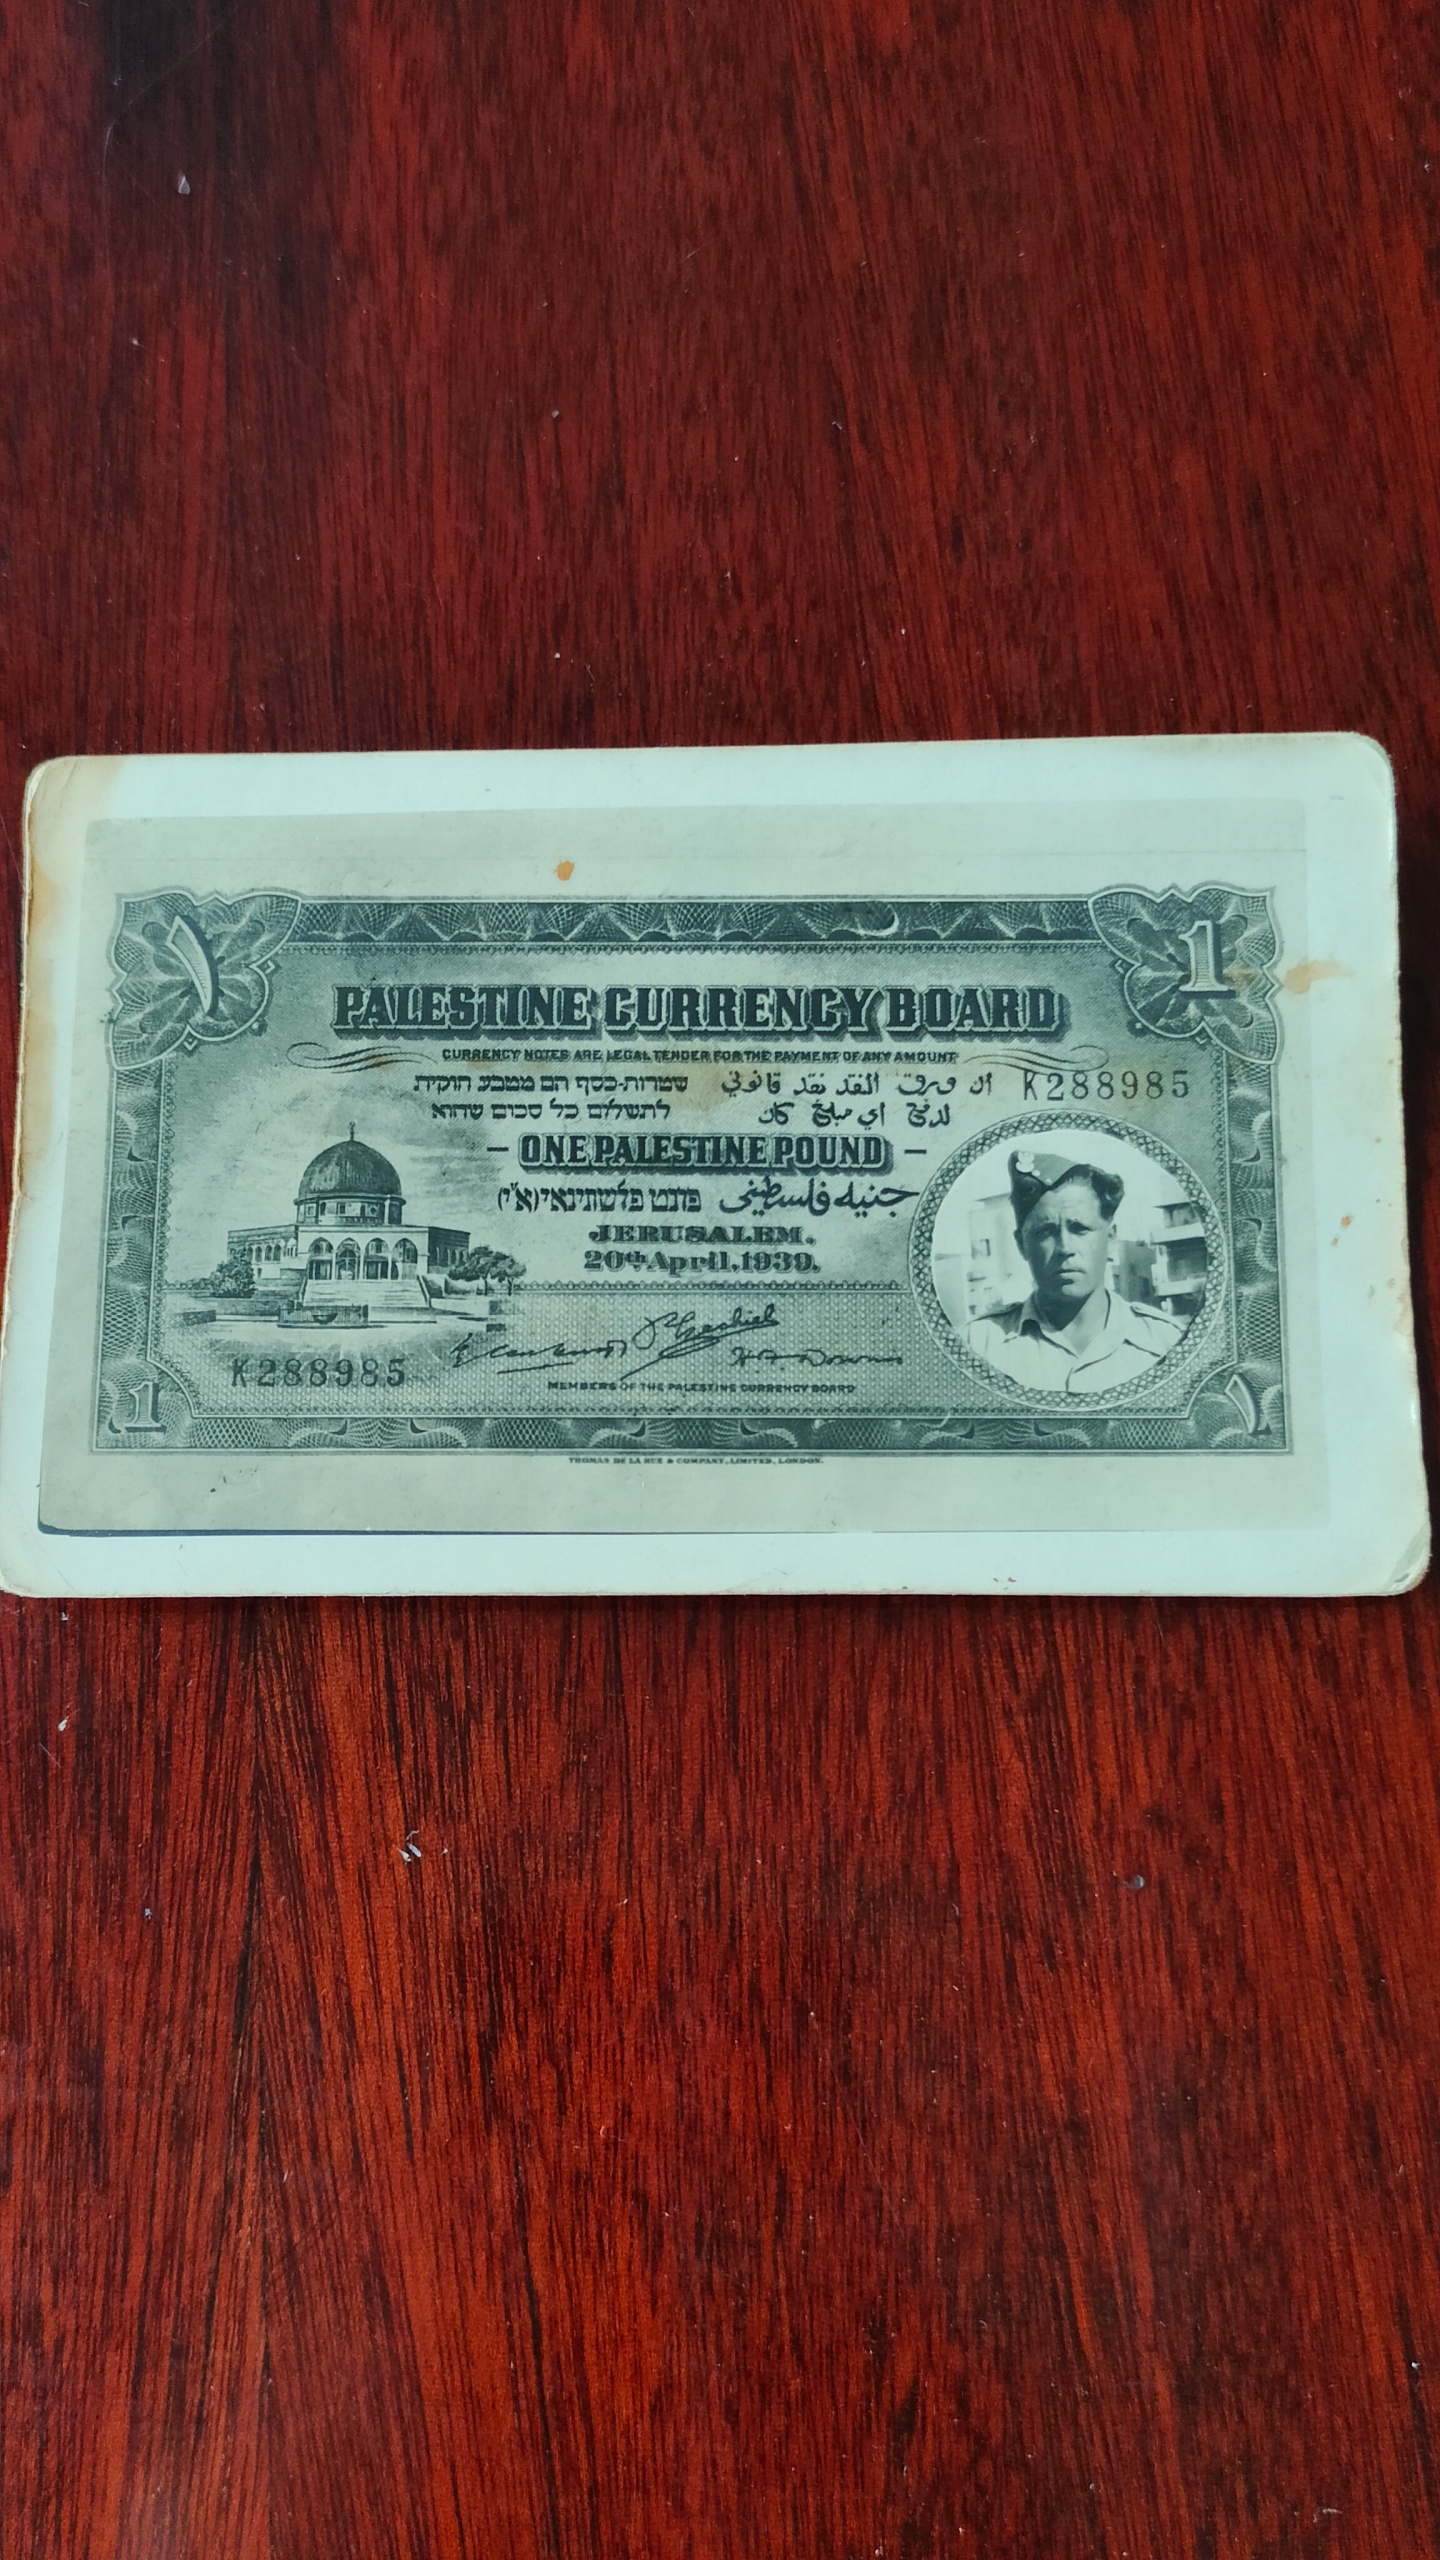 ١ 1
PALESTINE CURRENCY BOARD
CURRENCY NOTES ARE LEGAL TENDER FOR THE PAYMENT OF ANY AMOUNT
שטרות-כסף הם מטבע חוקית ان ورق النقد نقد قانوني K288985
לתשלום כל סכום שהוא لدفع اي مبلغ كان
– ONE PALESTINE POUND –
פונט פלשתינאי(א"י) جنيه فلسطيني
JERUSALEM.
20th April, 1939.
K288985
MEMBERS OF THE PALESTINE CURRENCY BOARD
1 ١
THOMAS DE LA RUE & COMPANY, LIMITED, LONDON.